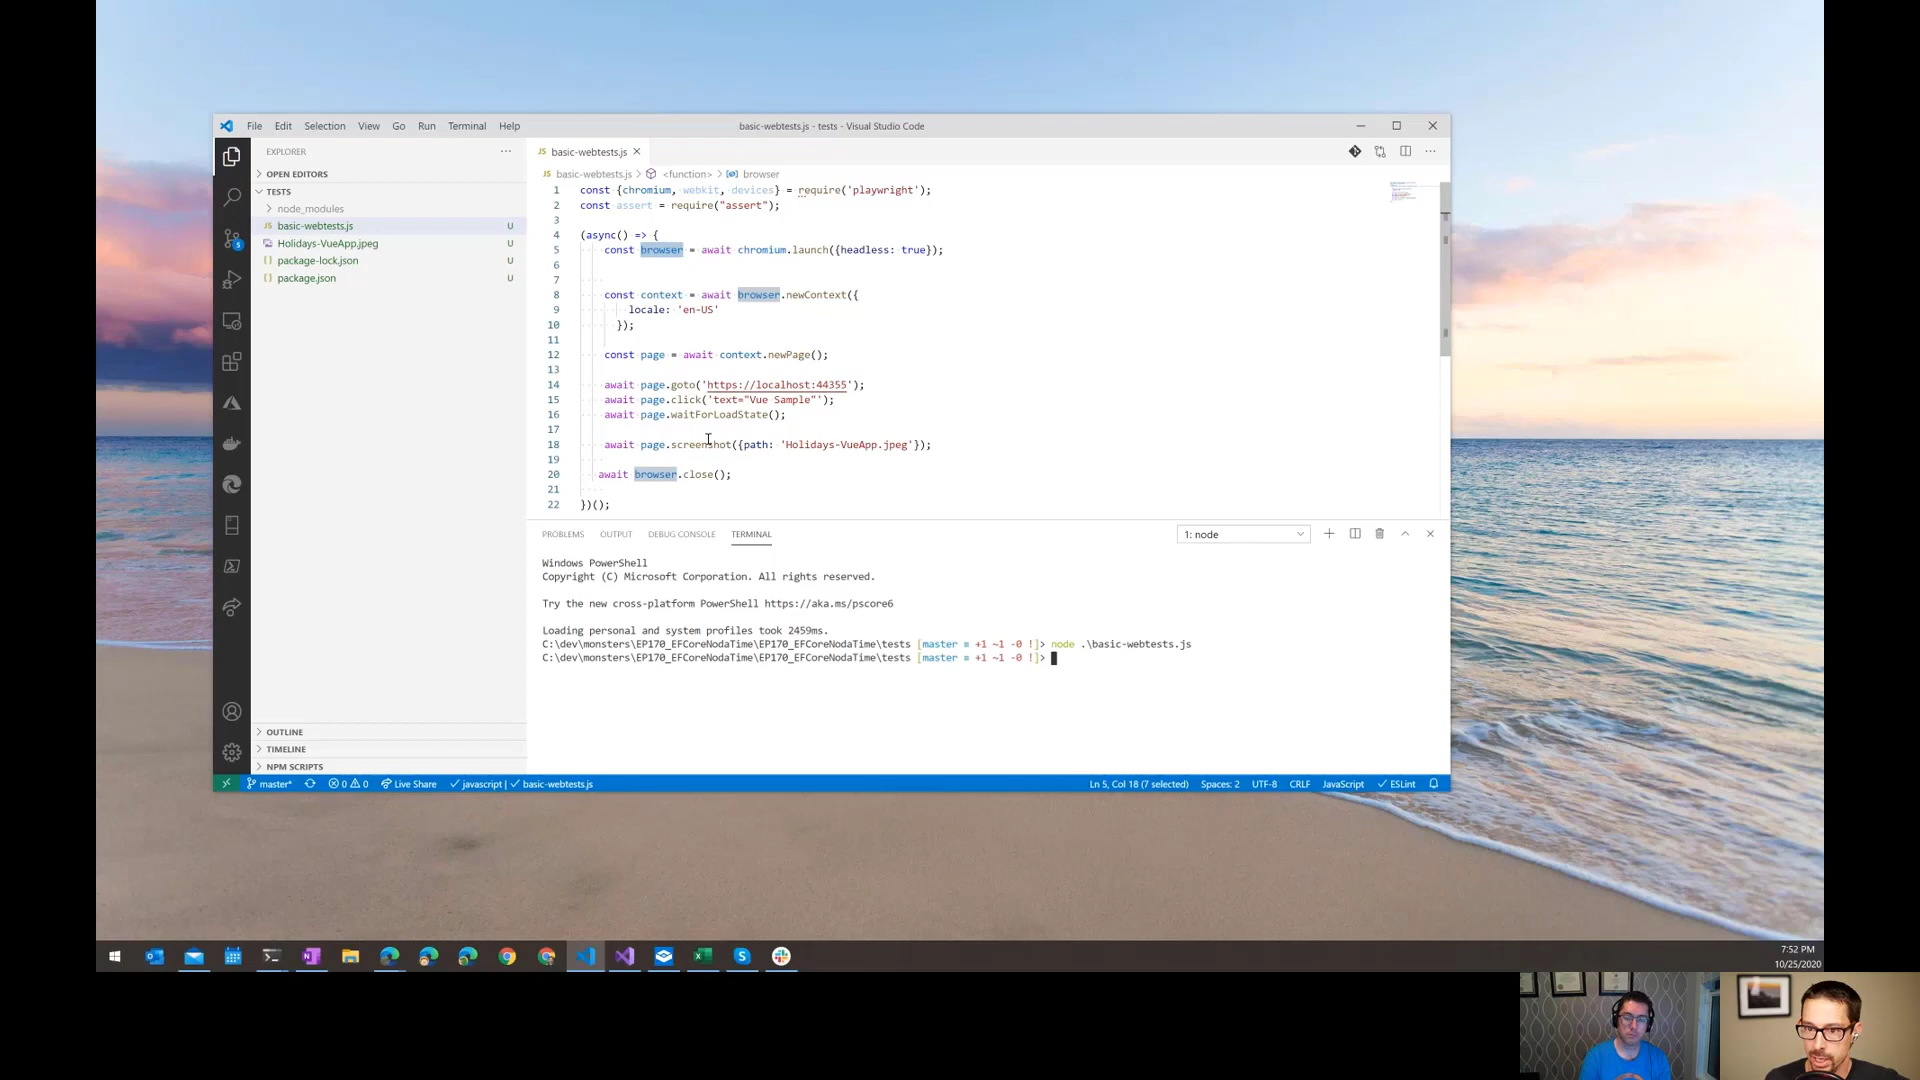 File Edit Selection View Go Run Terminal Help
basic-webtests.js - tests - Visual Studio Code
EXPLORER
OPEN EDITORS
TESTS
node_modules
JS basic-webtests.js U
Holidays-VueApp.jpeg U
{} package-lock.json U
{} package.json U
OUTLINE
TIMELINE
NPM SCRIPTS
JS basic-webtests.js
JS basic-webtests.js > <function> > browser
1 const {chromium, webkit, devices} = require('playwright');
2 const assert = require("assert");
3
4 (async() => {
5 const browser = await chromium.launch({headless: true});
6
7
8 const context = await browser.newContext({
9 locale: 'en-US'
10 });
11
12 const page = await context.newPage();
13
14 await page.goto('https://localhost:44355');
15 await page.click('text="Vue Sample"');
16 await page.waitForLoadState();
17
18 await page.screenshot({path: 'Holidays-VueApp.jpeg'});
19
20 await browser.close();
21
22 })();
PROBLEMS OUTPUT DEBUG CONSOLE TERMINAL
1: node
Windows PowerShell
Copyright (C) Microsoft Corporation. All rights reserved.
Try the new cross-platform PowerShell https://aka.ms/pscore6
Loading personal and system profiles took 2459ms.
C:\dev\monsters\EP170_EFCoreNodaTime\EP170_EFCoreNodaTime\tests [master ≡ +1 ~1 -0 !]> node .\basic-webtests.js
C:\dev\monsters\EP170_EFCoreNodaTime\EP170_EFCoreNodaTime\tests [master ≡ +1 ~1 -0 !]>
master* 0 0 Live Share javascript | basic-webtests.js
Ln 5, Col 18 (7 selected) Spaces: 2 UTF-8 CRLF JavaScript ESLint
7:52 PM
10/25/2020